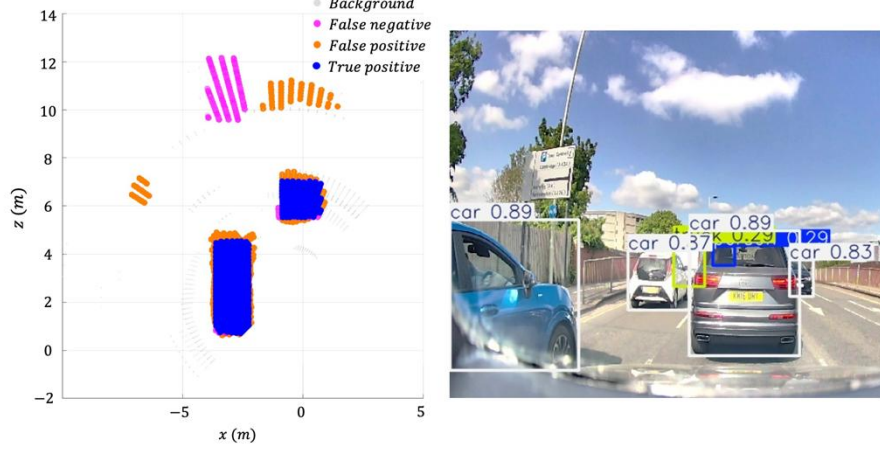 Background
False negative
False positive
True positive
14
12
10
8
6
4
2
0
−2
z (m)
−5
0
5
x (m)
car 0.89
car 0.87
car 0.89
0.29
0.29
car 0.83